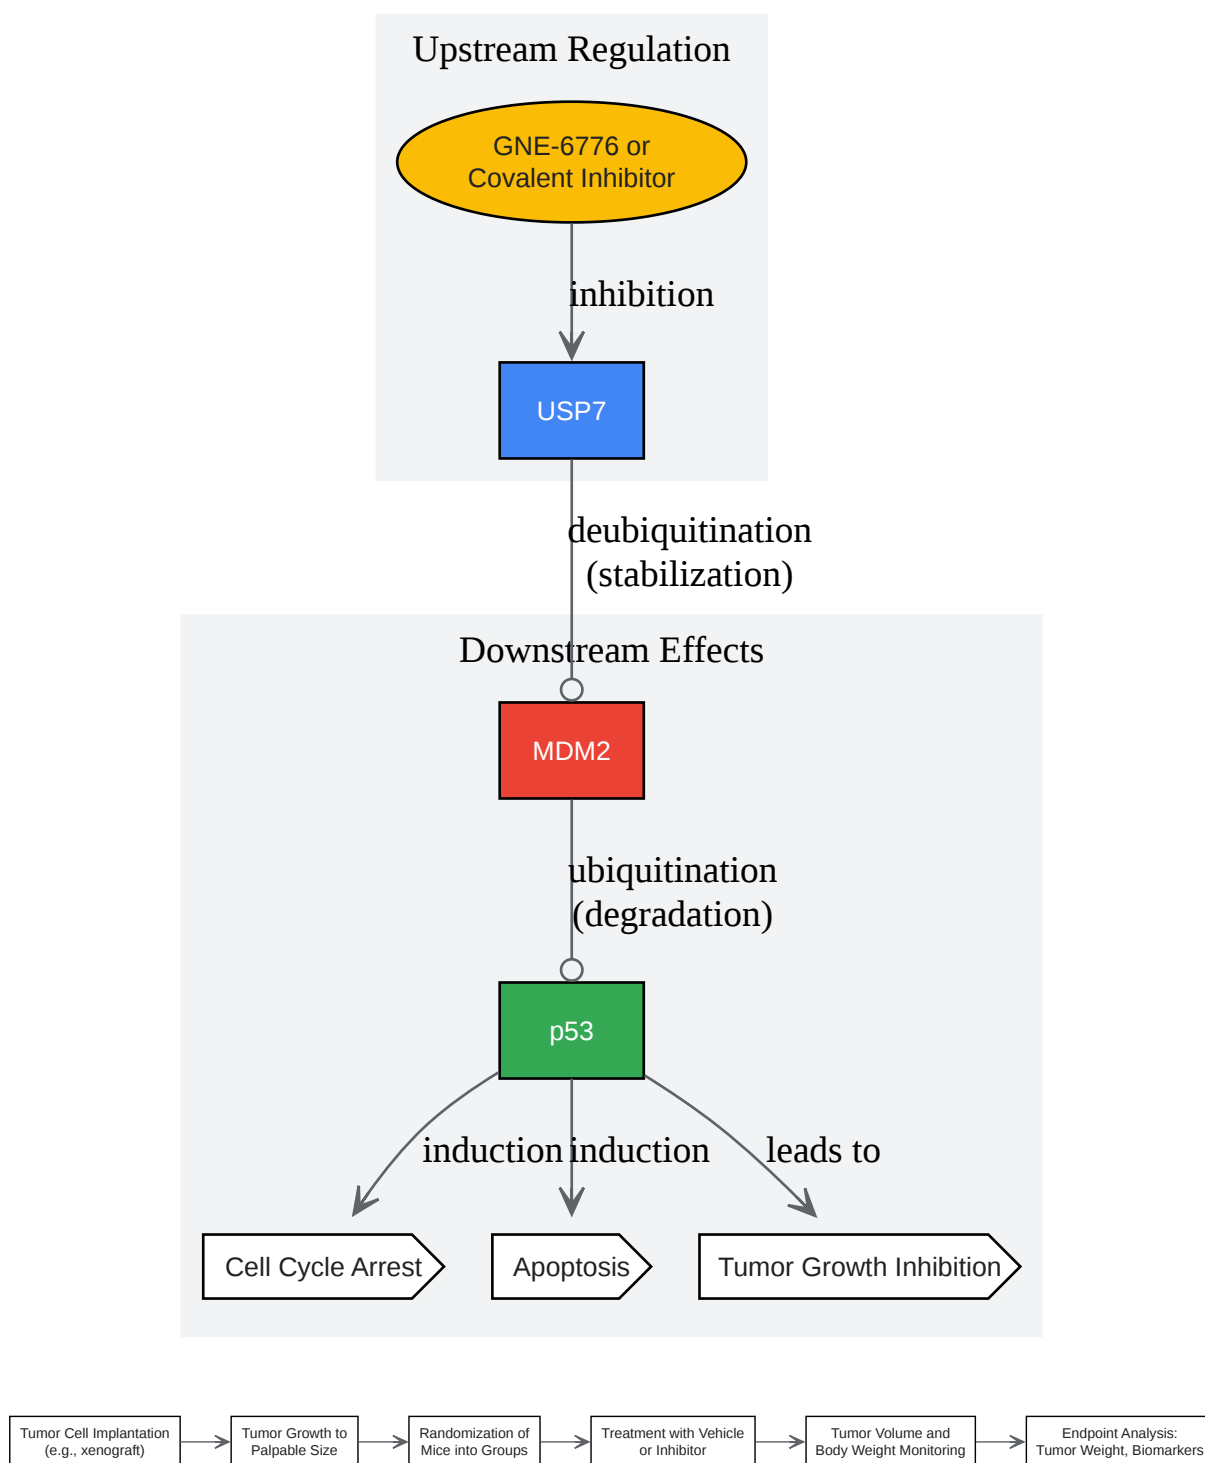 Upstream Regulation
GNE-6776 or
Covalent Inhibitor
inhibition
USP7
deubiquitination
(stabilization)
Downstream Effects
MDM2
ubiquitination
(degradation)
p53
induction
induction
leads to
Cell Cycle Arrest
Apoptosis
Tumor Growth Inhibition
Tumor Cell Implantation
(e.g., xenograft)
Tumor Growth to
Palpable Size
Randomization of
Mice into Groups
Treatment with Vehicle
or Inhibitor
Tumor Volume and
Body Weight Monitoring
Endpoint Analysis:
Tumor Weight, Biomarkers